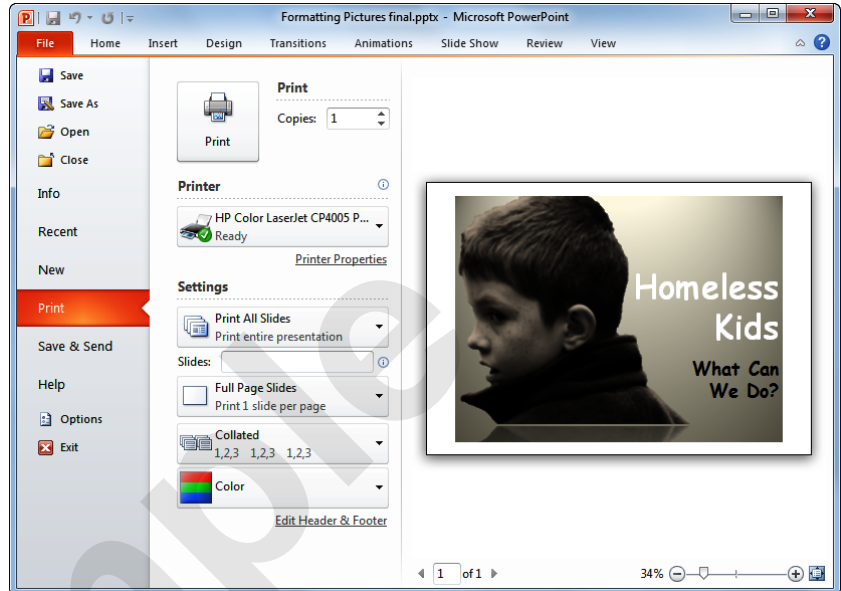 Formatting Pictures final.pptx - Microsoft PowerPoint
File Home Insert Design Transitions Animations Slide Show Review View
Save
Save As
Open
Close
Info
Recent
New
Print
Save & Send
Help
Options
Exit
Print
Print
Copies: 1
Printer
HP Color LaserJet CP4005 P...
Ready
Printer Properties
Settings
Print All Slides
Print entire presentation
Slides:
Full Page Slides
Print 1 slide per page
Collated
1,2,3 1,2,3 1,2,3
Color
Edit Header & Footer
Homeless
Kids
What Can
We Do?
1 of 1
34%